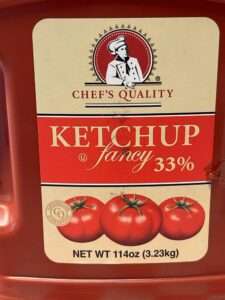 ®
CHEF'S QUALITY
KETCHUP
U fancy 33%
NET WT 114oz (3.23kg)